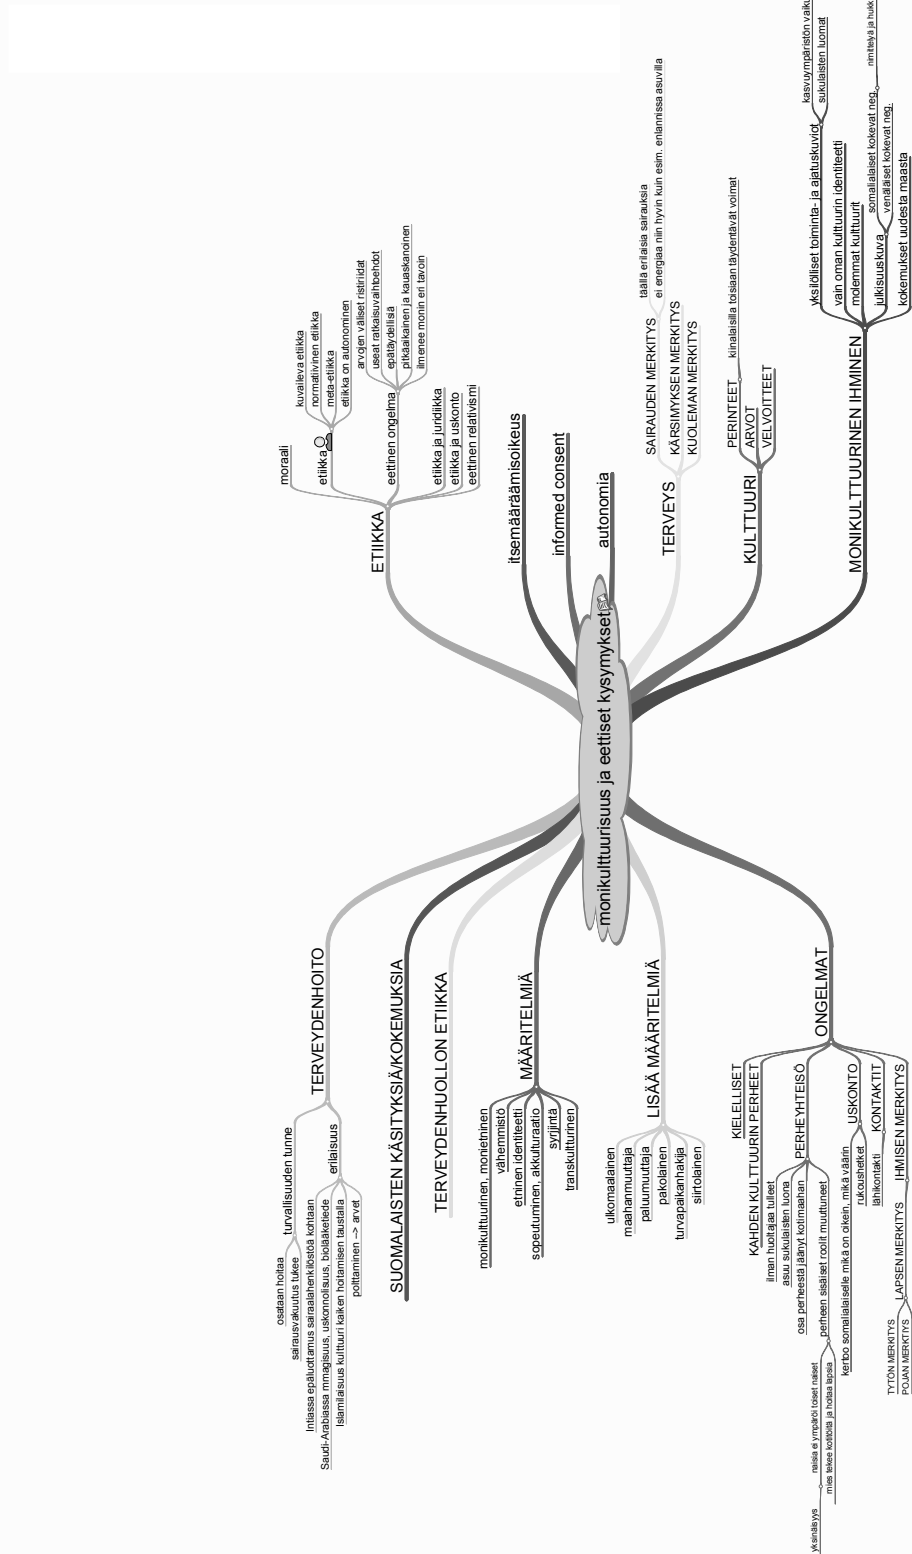 monikulttuurisuus ja eettiset kysymykset
ETIIKKA
moraali
etiikka
kuvaileva etiikka
normatiivinen etiikka
meta-etiikka
etiikka on autonominen
eettinen ongelma
arvojen väliset ristiriidat
useat ratkaisuvaihtoehdot
epätäydellisiä
pitkäaikainen ja kauaskanoinen
ilmenee monin eri tavoin
etiikka ja juridiikka
etiikka ja uskonto
eettinen relativismi
itsemääräämisoikeus
informed consent
autonomia
TERVEYS
SAIRAUDEN MERKITYS
täällä erilaisia sairauksia
ei energiaa niin hyvin kuin esim. enlannissa asuvilla
KÄRSIMYKSEN MERKITYS
KUOLEMAN MERKITYS
KULTTUURI
PERINTEET
kiinalaisilla toisiaan täydentävät voimat
ARVOT
VELVOITTEET
MONIKULTTUURINEN IHMINEN
yksilölliset toiminta- ja ajatuskuviot
kasvuympäristön
sukulaisten luomat
vain oman kulttuurin identiteetti
molemmat kulttuurit
julkisuuskuva
somalialaiset kokevat neg.
nimittelyä ja
venäläiset kokevat neg.
kokemukset uudesta maasta
TERVEYDENHOITO
turvallisuuden tunne
osataan hoitaa
sairausvakuutus tukee
erilaisuus
Intiassa epäluottamus sairaalahenkilöstöä kohtaan
Saudi-Arabiassa mmagisuus, uskonnolisuus, biolääketiede
Islamilaisuus kulttuuri kaiken hoitamisen taustalla
polttaminen --> arvet
SUOMALAISTEN KÄSITYKSIÄ/KOKEMUKSIA
TERVEYDENHUOLLON ETIIKKA
MÄÄRITELMIÄ
monikulttuurinen, monietninen
vähemmistö
etninen identiteetti
sopeutuminen, akkulturaatio
syrjintä
transkulturinen
LISÄÄ MÄÄRITELMIÄ
ulkomaalainen
maahanmuuttaja
paluumuuttaja
pakolainen
turvapaikanhakija
siirtolainen
ONGELMAT
KIELELLISET
KAHDEN KULTTUURIN PERHEET
PERHEYHTEISÖ
ilman huoltajaa tulleet
asuu sukulaisten luona
osa perheestä jäänyt kotimaahan
perheen sisäiset roolit muuttuneet
naisia ei ympäröi toiset naiset
yksinäisyys
mies tekee kotitöitä ja hoitaa lapsia
USKONTO
kertoo somalialaiselle mikä on oikein, mikä väärin
rukoushetket
KONTAKTIT
lähikontakti
IHMISEN MERKITYS
LAPSEN MERKITYS
TYTÖN MERKITYS
POJAN MERKTIYS